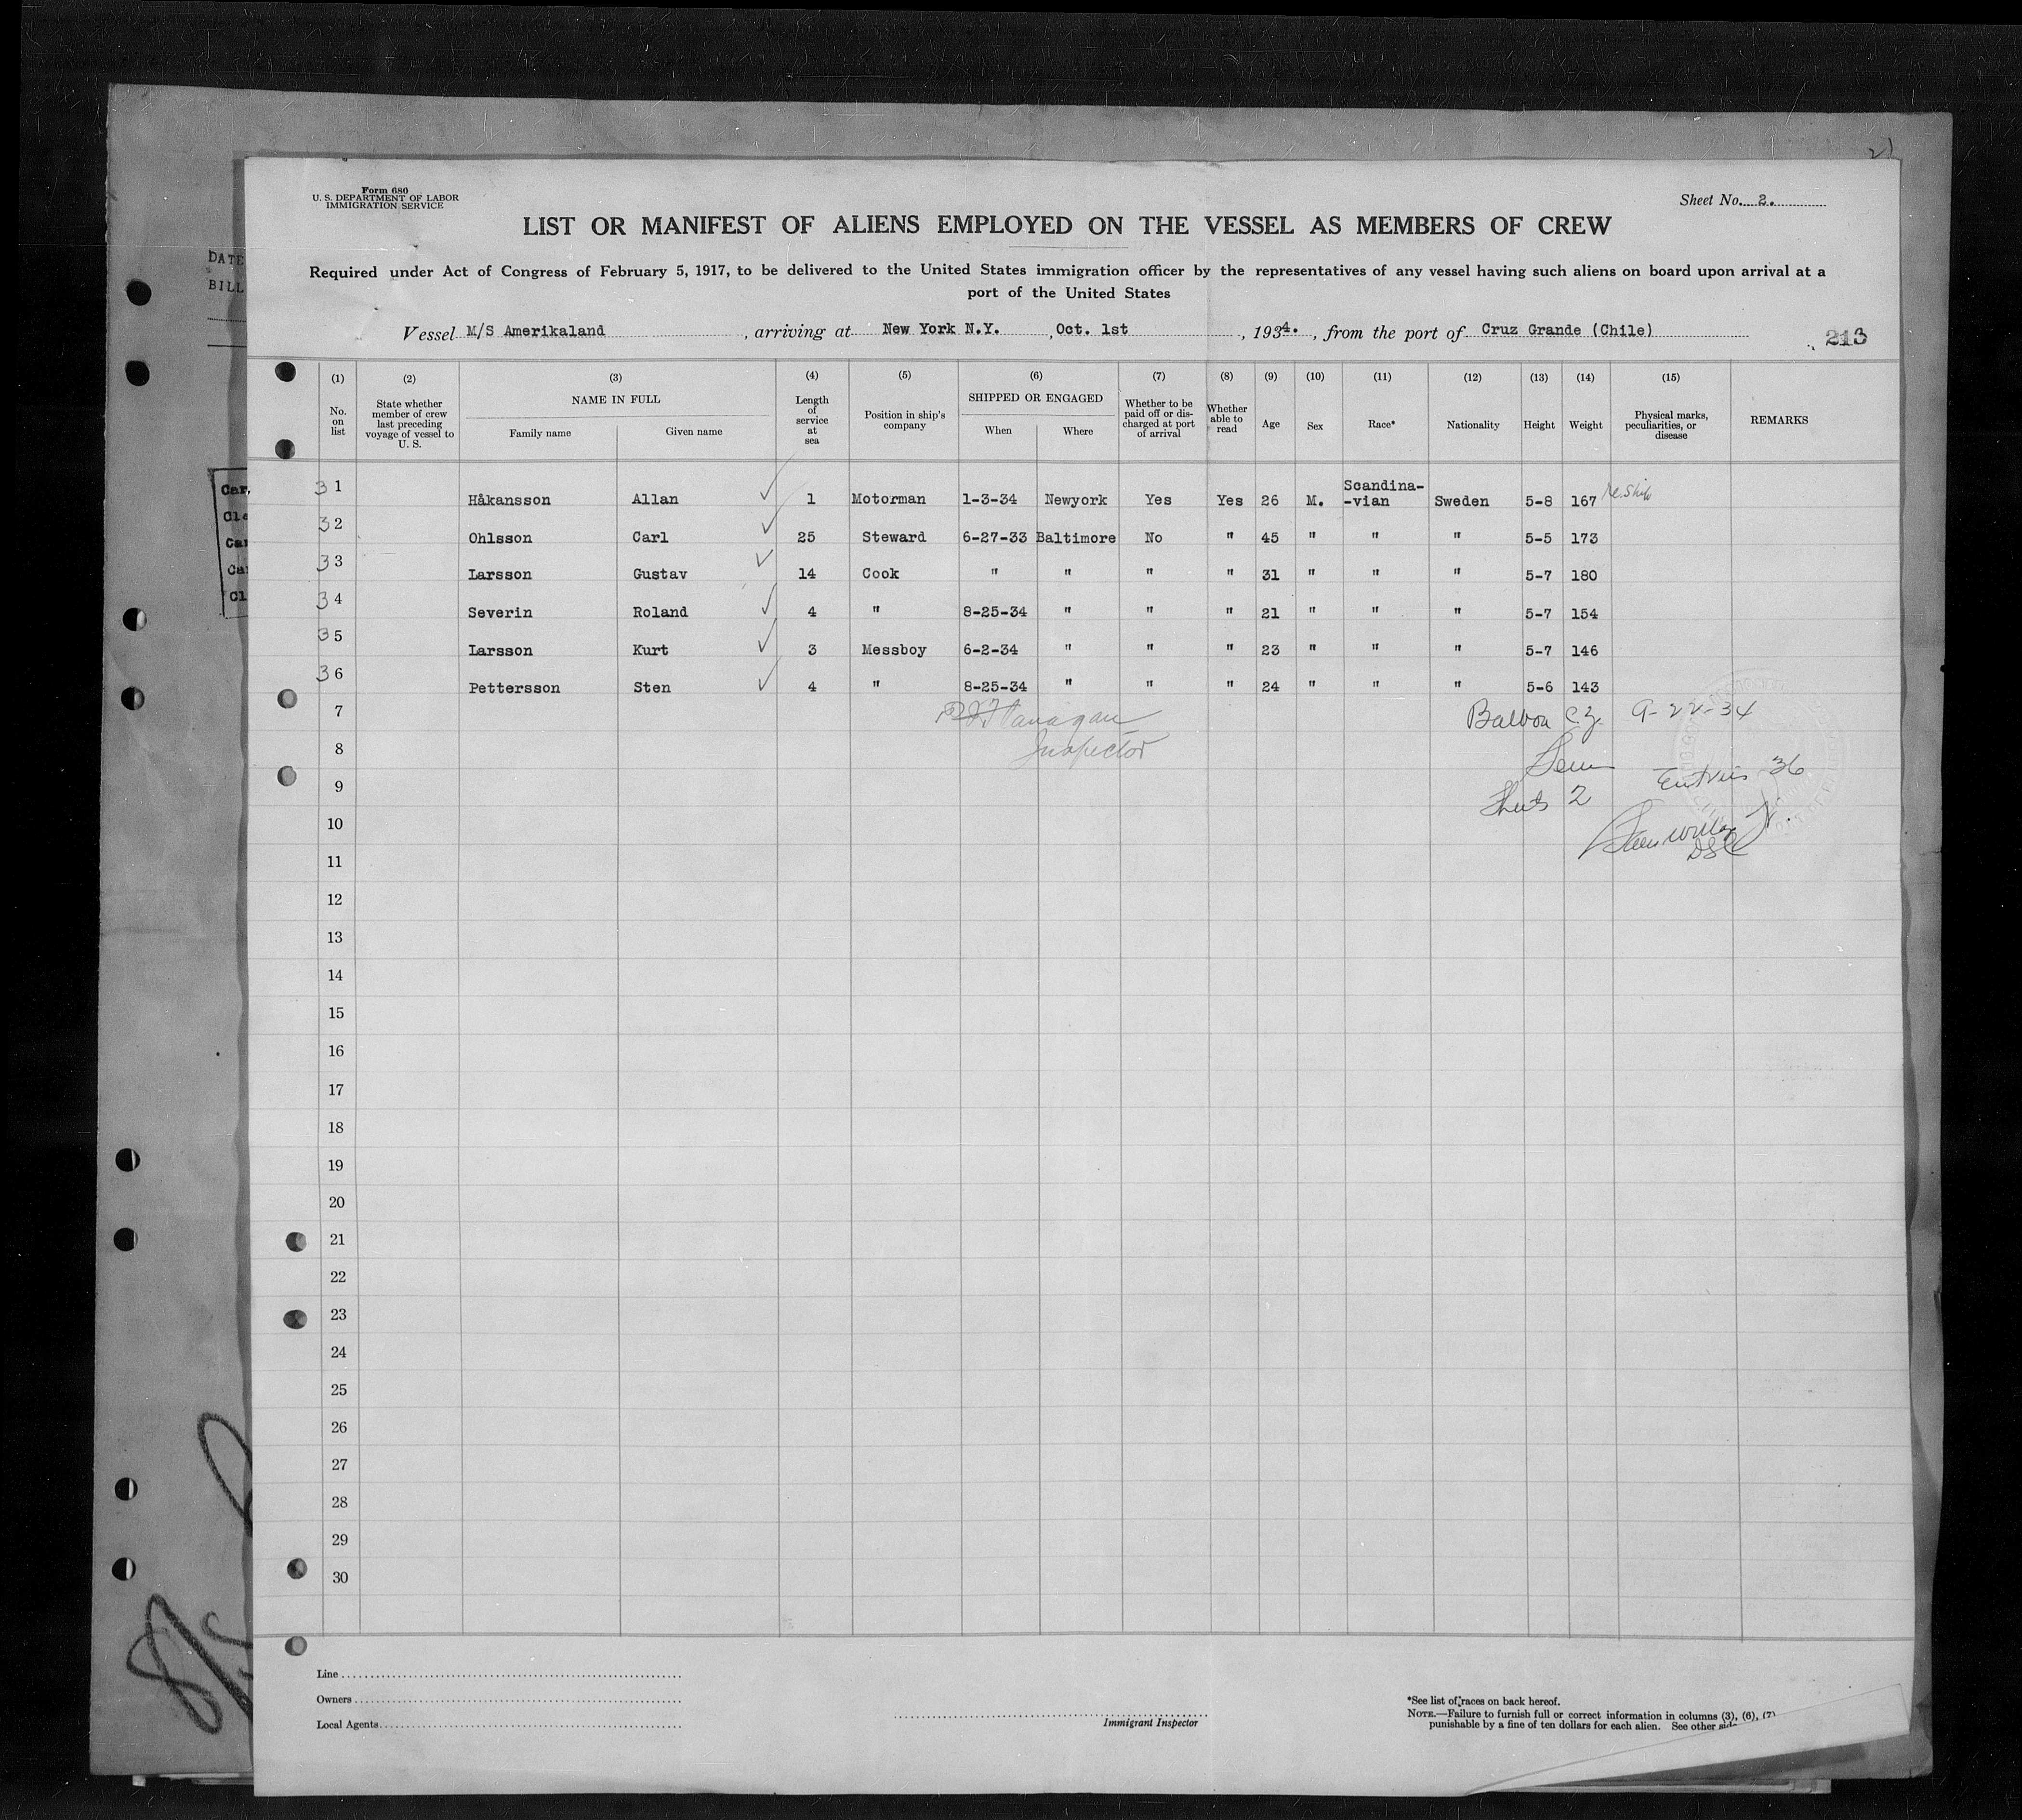 Form 680
U. S. DEPARTMENT OF LABOR
IMMIGRATION SERVICE
Sheet No. 2.
LIST OR MANIFEST OF ALIENS EMPLOYED ON THE VESSEL AS MEMBERS OF CREW
Required under Act of Congress of February 5, 1917, to be delivered to the United States immigration officer by the representatives of any vessel having such aliens on board upon arrival at a
port of the United States
Vessel M/S Amerikaland, arriving at New York N.Y., Oct. 1st, 1934., from the port of Cruz Grande (Chile)
213
DATE
BILL
(1) No. on list
(2) State whether member of crew last preceding voyage of vessel to U. S.
(3) NAME IN FULL Family name Given name
(4) Length of service at sea
(5) Position in ship's company
(6) SHIPPED OR ENGAGED When Where
(7) Whether to be paid off or dis-charged at port of arrival
(8) Whether able to read
(9) Age
(10) Sex
(11) Race*
(12) Nationality
(13) Height
(14) Weight
(15) Physical marks, peculiarities, or disease
REMARKS
3 1 Håkansson Allan 1 Motorman 1-3-34 Newyork Yes Yes 26 M. Scandina--vian Sweden 5-8 167
3 2 Ohlsson Carl 25 Steward 6-27-33 Baltimore No " 45 " " " 5-5 173
3 3 Larsson Gustav 14 Cook " " " " 31 " " " 5-7 180
3 4 Severin Roland 4 " 8-25-34 " " " 21 " " " 5-7 154
3 5 Larsson Kurt 3 Messboy 6-2-34 " " " 23 " " " 5-7 146
3 6 Pettersson Sten 4 " 8-25-34 " " " 24 " " " 5-6 143
7 Flanagan Balboa C.Z. 9-22-34
8 Inspector
9 Sheets 2 Entries 36
10
11
12
13
14
15
16
17
18
19
20
21
22
23
24
25
26
27
28
29
30
Line
Owners
Local Agents
Immigrant Inspector
*See list of races on back hereof.
NOTE.—Failure to furnish full or correct information in columns (3), (6), (7)
punishable by a fine of ten dollars for each alien. See other side